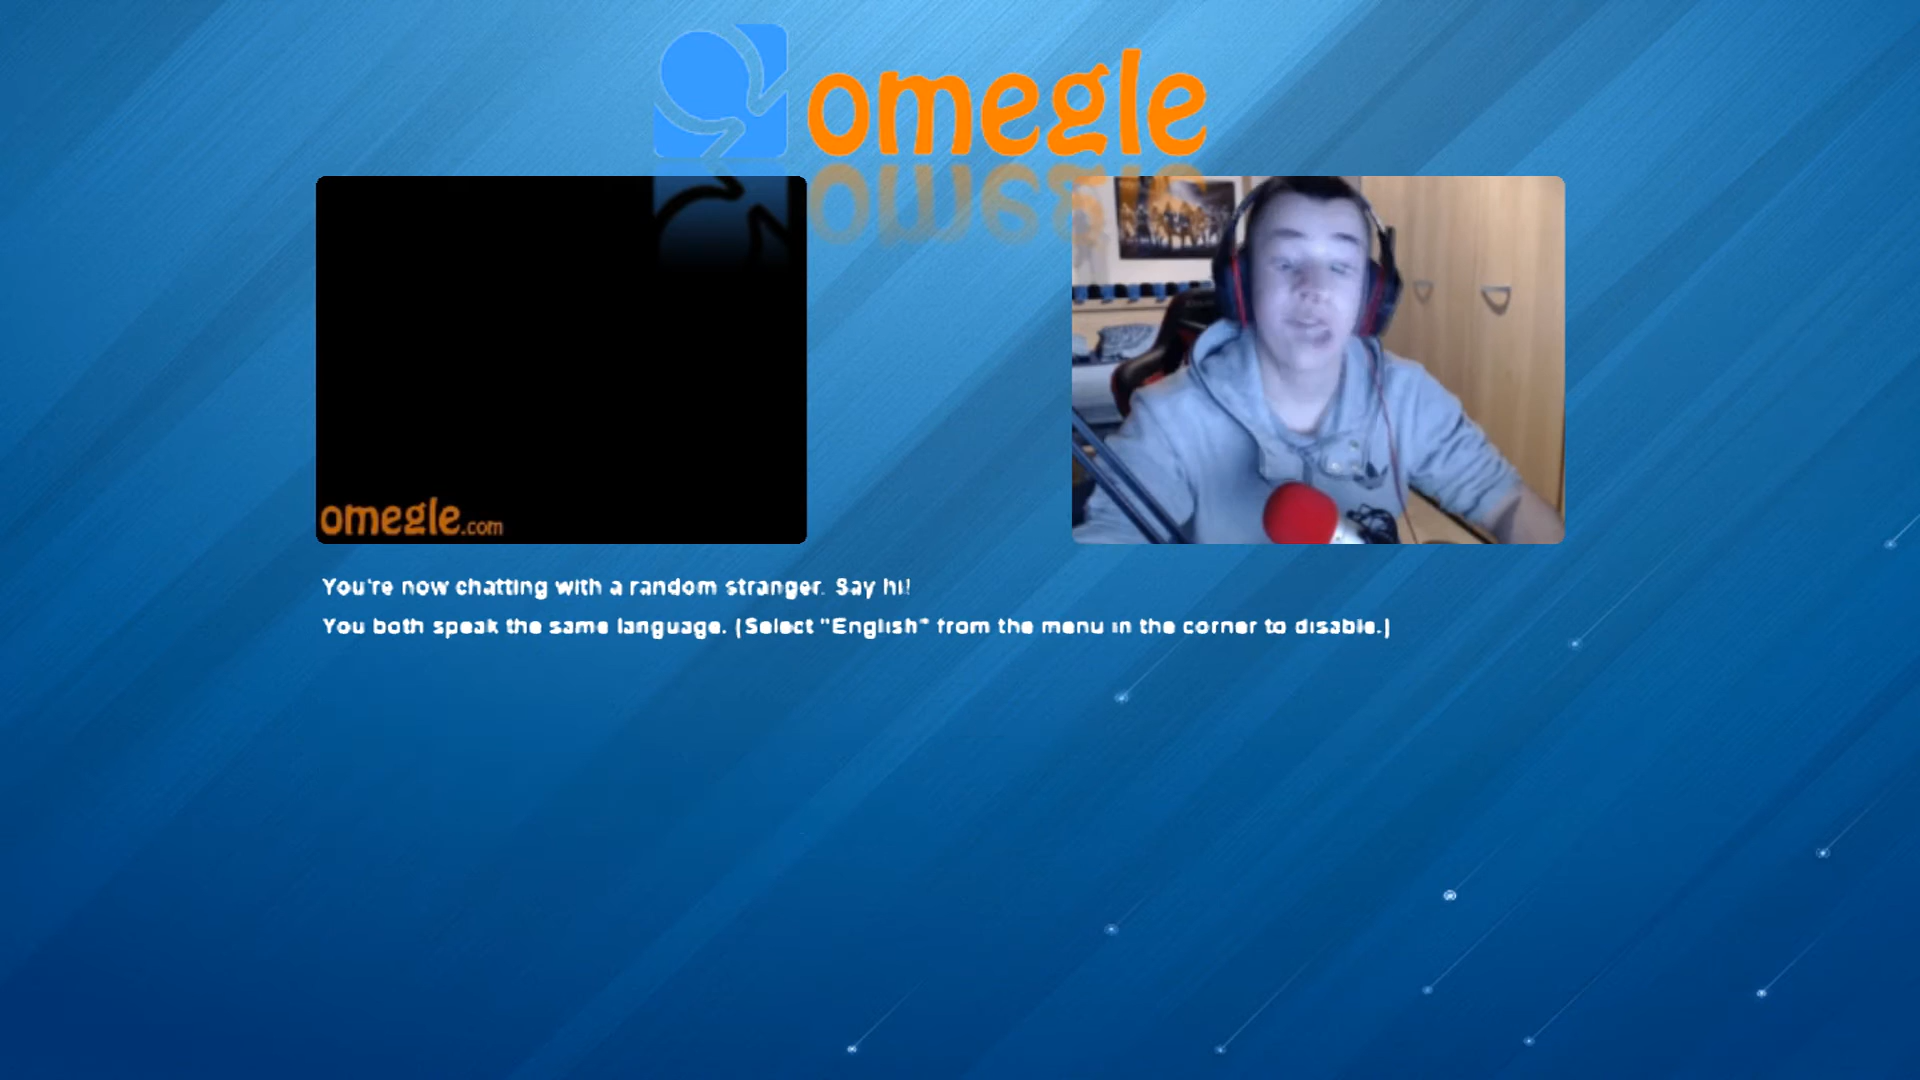 omegle
omegle.com
You're now chatting with a random stranger. Say hi!
You both speak the same language. (Select "English" from the menu in the corner to disable.)